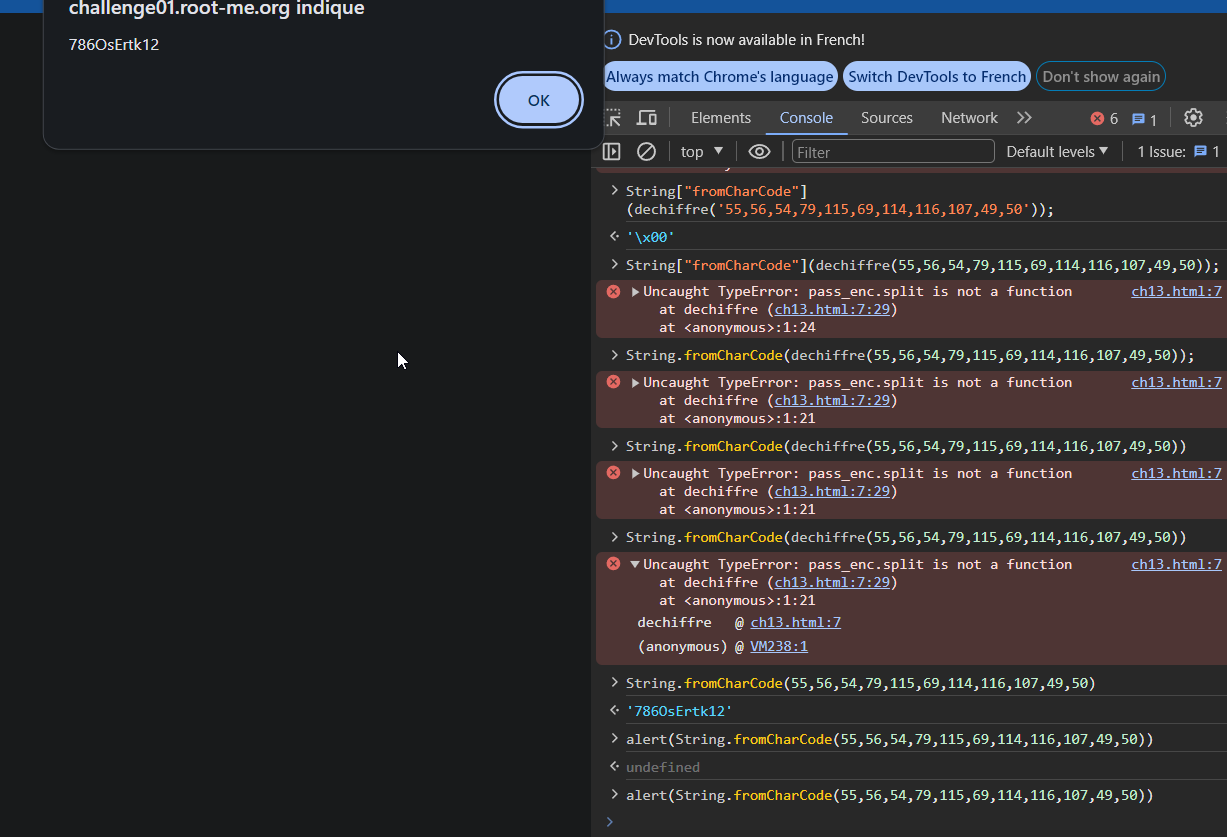 challenge01.root-me.org indique
786OsErtk12
OK
DevTools is now available in French!
Always match Chrome's language
Switch DevTools to French
Don't show again
Elements
Console
Sources
Network
6
1
top
Filter
Default levels
1 Issue:
1
String["fromCharCode"]
(dechiffre('55,56,54,79,115,69,114,116,107,49,50'));
'\x00'
String["fromCharCode"](dechiffre(55,56,54,79,115,69,114,116,107,49,50));
Uncaught TypeError: pass_enc.split is not a function ch13.html:7
at dechiffre (ch13.html:7:29)
at <anonymous>:1:24
String.fromCharCode(dechiffre(55,56,54,79,115,69,114,116,107,49,50));
Uncaught TypeError: pass_enc.split is not a function ch13.html:7
at dechiffre (ch13.html:7:29)
at <anonymous>:1:21
String.fromCharCode(dechiffre(55,56,54,79,115,69,114,116,107,49,50))
Uncaught TypeError: pass_enc.split is not a function ch13.html:7
at dechiffre (ch13.html:7:29)
at <anonymous>:1:21
String.fromCharCode(dechiffre(55,56,54,79,115,69,114,116,107,49,50))
Uncaught TypeError: pass_enc.split is not a function ch13.html:7
at dechiffre (ch13.html:7:29)
at <anonymous>:1:21
dechiffre @ ch13.html:7
(anonymous) @ VM238:1
String.fromCharCode(55,56,54,79,115,69,114,116,107,49,50)
'786OsErtk12'
alert(String.fromCharCode(55,56,54,79,115,69,114,116,107,49,50))
undefined
alert(String.fromCharCode(55,56,54,79,115,69,114,116,107,49,50))